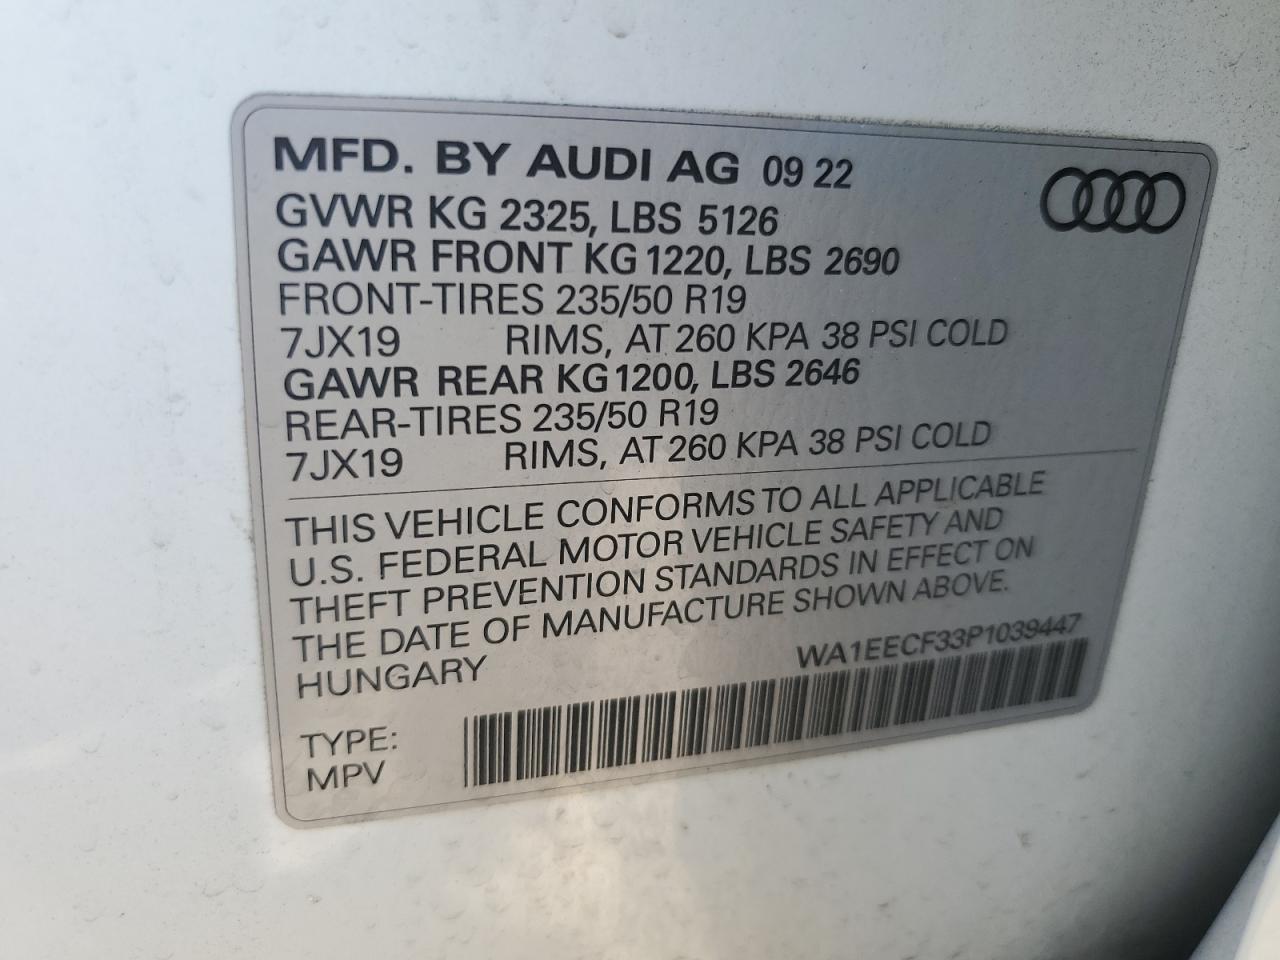 MFD. BY AUDI AG 09 22
GVWR KG 2325, LBS 5126
GAWR FRONT KG 1220, LBS 2690
FRONT-TIRES 235/50 R19
7JX19 RIMS, AT 260 KPA 38 PSI COLD
GAWR REAR KG 1200, LBS 2646
REAR-TIRES 235/50 R19
7JX19 RIMS, AT 260 KPA 38 PSI COLD
THIS VEHICLE CONFORMS TO ALL APPLICABLE
U.S. FEDERAL MOTOR VEHICLE SAFETY AND
THEFT PREVENTION STANDARDS IN EFFECT ON
THE DATE OF MANUFACTURE SHOWN ABOVE.
HUNGARY
WA1EECF33P1039447
TYPE:
MPV